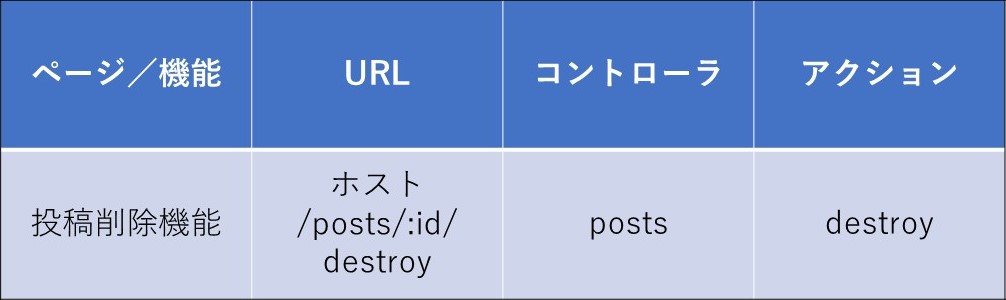 ページ／機能
URL
コントローラ
アクション
投稿削除機能
ホスト
/posts/:id/
destroy
posts
destroy